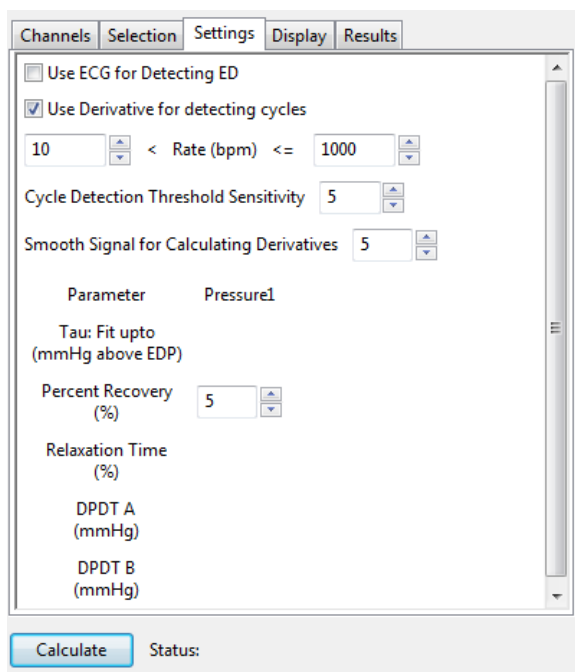 Channels Selection Settings Display Results
Use ECG for Detecting ED
Use Derivative for detecting cycles
10 < Rate (bpm) <= 1000
Cycle Detection Threshold Sensitivity 5
Smooth Signal for Calculating Derivatives 5
Parameter Pressure1
Tau: Fit upto
(mmHg above EDP)
Percent Recovery
(%) 5
Relaxation Time
(%)
DPDT A
(mmHg)
DPDT B
(mmHg)
Calculate Status: